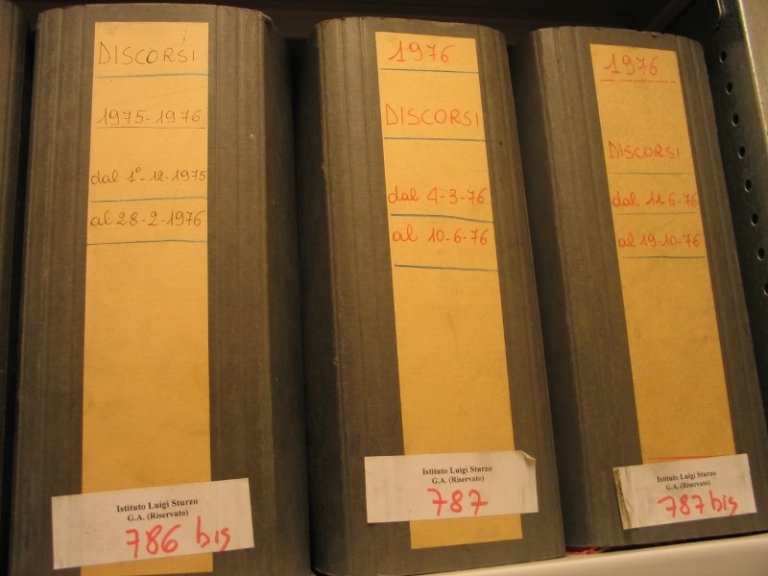 DISCORSI
1975-1976
dal 1°-12-1975
al 28-2-1976
Istituto Luigi Sturzo
G.A. (Riservato)
786 bis
1976
DISCORSI
dal 4-3-76
al 10-6-76
Istituto Luigi Sturzo
G.A. (Riservato)
787
1976
DISCORSI
dal 11-6-76
al 19-10-76
Istituto Luigi Sturzo
G.A. (Riservato)
787 bis